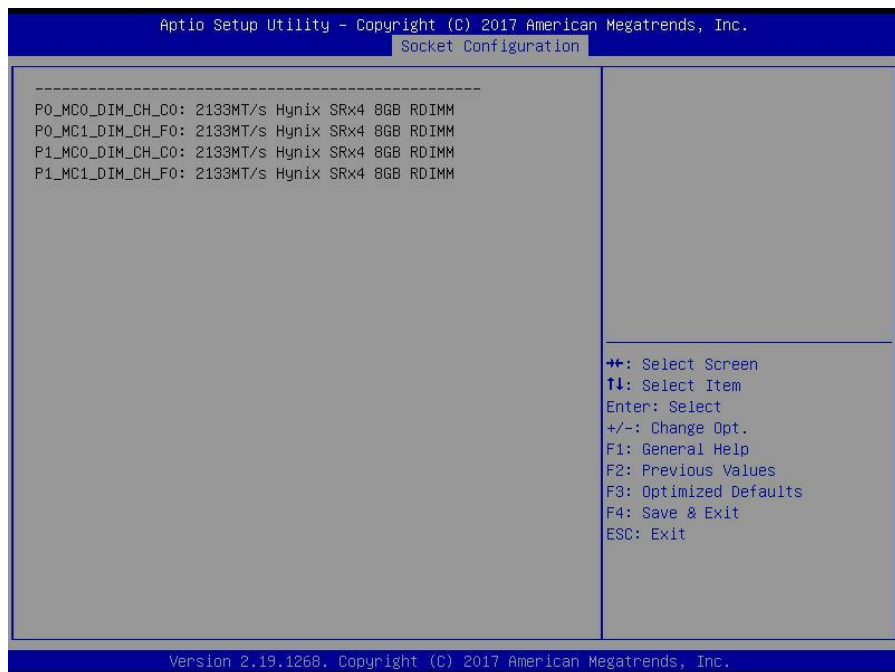 Aptio Setup Utility – Copyright (C) 2017 American Megatrends, Inc.
Socket Configuration
--------------------------------------------------
P0_MC0_DIM_CH_C0: 2133MT/s Hynix SRx4 8GB RDIMM
P0_MC1_DIM_CH_F0: 2133MT/s Hynix SRx4 8GB RDIMM
P1_MC0_DIM_CH_C0: 2133MT/s Hynix SRx4 8GB RDIMM
P1_MC1_DIM_CH_F0: 2133MT/s Hynix SRx4 8GB RDIMM
→←: Select Screen
↑↓: Select Item
Enter: Select
+/-: Change Opt.
F1: General Help
F2: Previous Values
F3: Optimized Defaults
F4: Save & Exit
ESC: Exit
Version 2.19.1268. Copyright (C) 2017 American Megatrends, Inc.